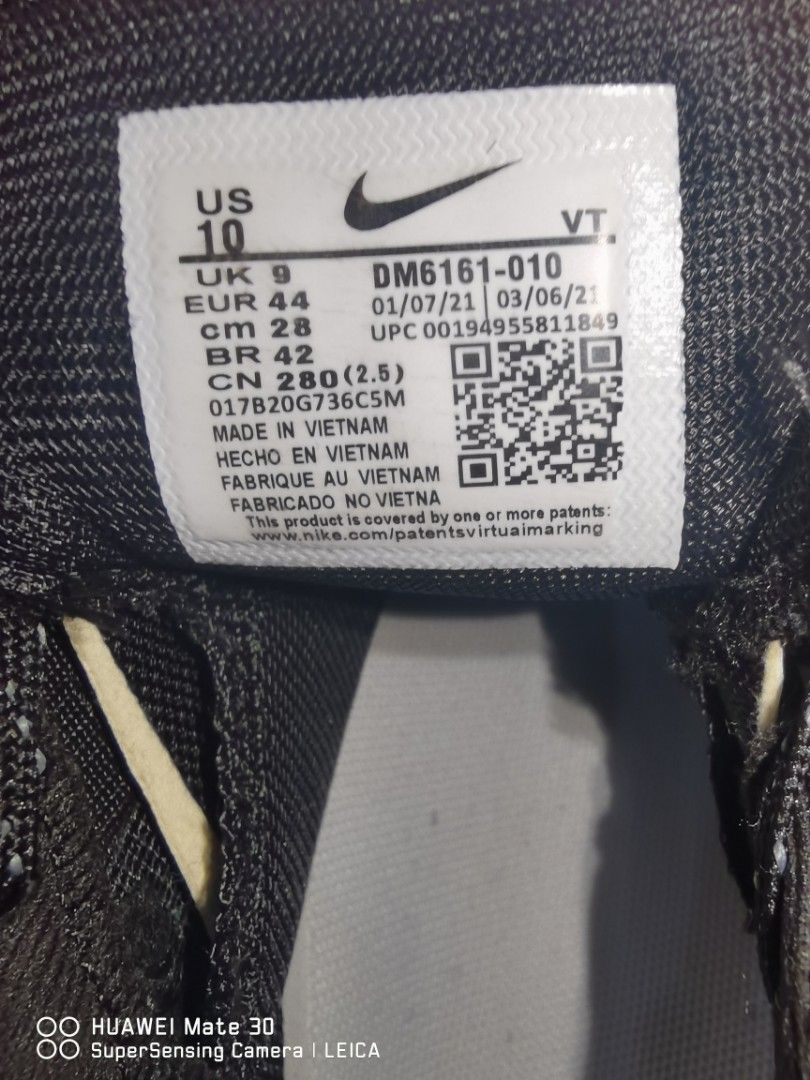 US
10
VT
UK 9
EUR 44
cm 28
BR 42
CN 280 (2.5)
DM6161-010
01/07/21 | 03/06/21
UPC 00194955811849
017B20G736C5M
MADE IN VIETNAM
HECHO EN VIETNAM
FABRIQUE AU VIETNAM
FABRICADO NO VIETNA
This product is covered by one or more patents:
www.nike.com/patentsvirtuaimarking
HUAWEI Mate 30
SuperSensing Camera | LEICA